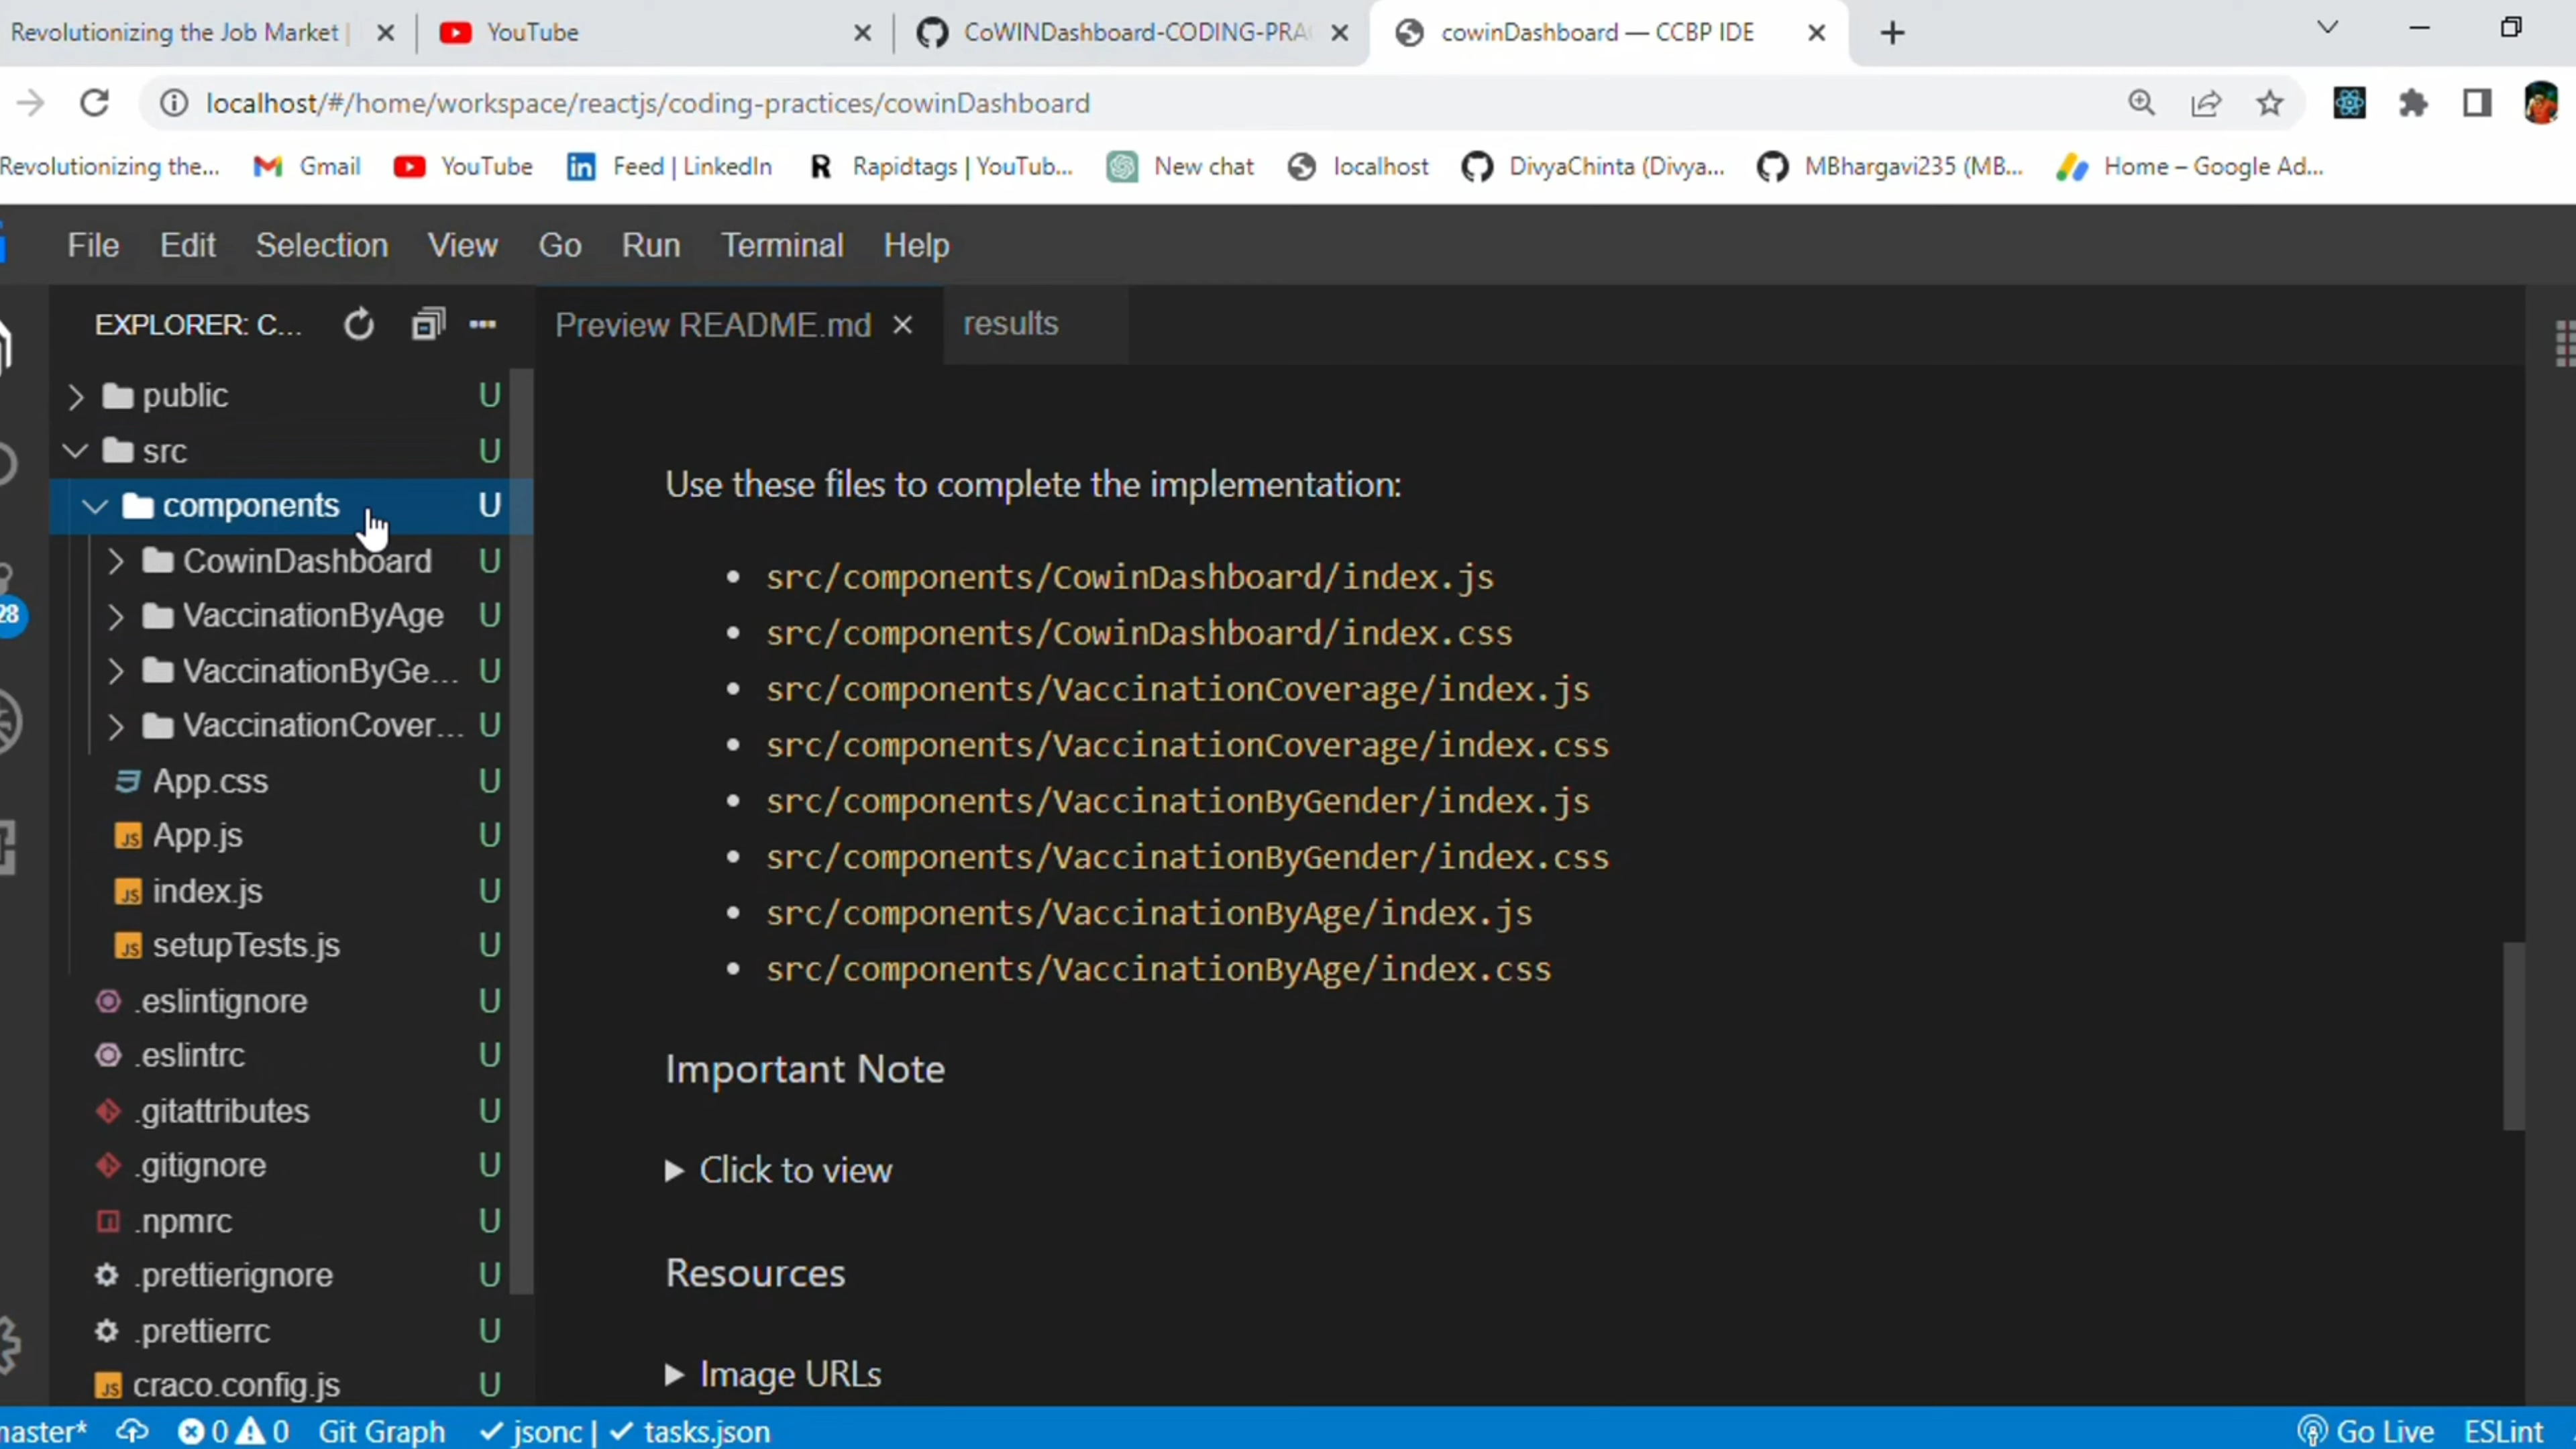 Revolutionizing the Job Market |
YouTube
CoWINDashboard-CODING-PRA
cowinDashboard — CCBP IDE
localhost/#/home/workspace/reactjs/coding-practices/cowinDashboard
Revolutionizing the...
Gmail
YouTube
Feed | LinkedIn
Rapidtags | YouTub...
New chat
localhost
DivyaChinta (Divya...
MBhargavi235 (MB...
Home – Google Ad...
File Edit Selection View Go Run Terminal Help
EXPLORER: C...
Preview README.md
results
public U
src U
components U
CowinDashboard U
VaccinationByAge U
VaccinationByGe... U
VaccinationCover... U
App.css U
App.js U
index.js U
setupTests.js U
.eslintignore U
.eslintrc U
.gitattributes U
.gitignore U
.npmrc U
.prettierignore U
.prettierrc U
craco.config.js U
28
Use these files to complete the implementation:
• src/components/CowinDashboard/index.js
• src/components/CowinDashboard/index.css
• src/components/VaccinationCoverage/index.js
• src/components/VaccinationCoverage/index.css
• src/components/VaccinationByGender/index.js
• src/components/VaccinationByGender/index.css
• src/components/VaccinationByAge/index.js
• src/components/VaccinationByAge/index.css
Important Note
Click to view
Resources
Image URLs
master* 0 0 Git Graph ✓ jsonc | ✓ tasks.json Go Live ESLint